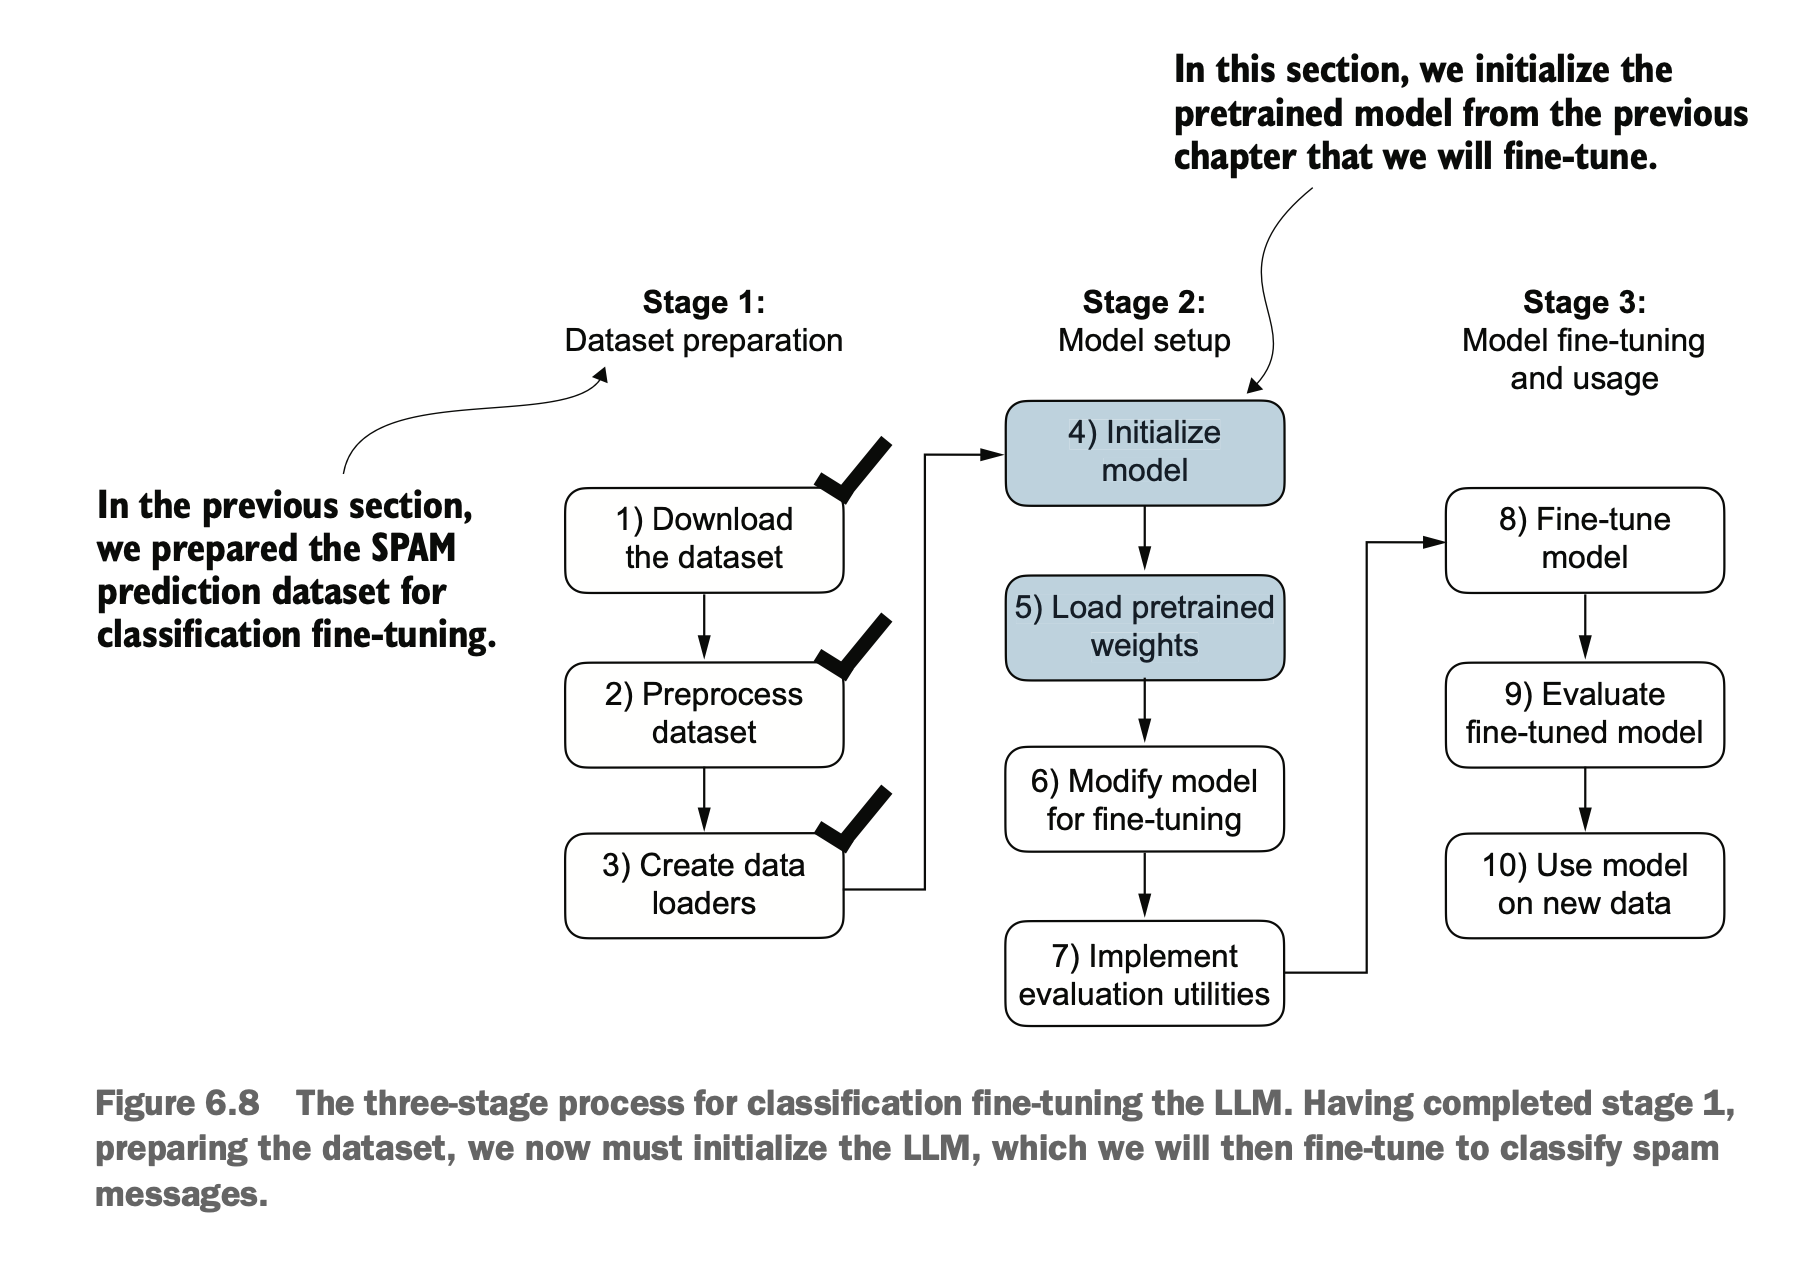 In this section, we initialize the
pretrained model from the previous
chapter that we will fine-tune.
Stage 1:
Dataset preparation
Stage 2:
Model setup
Stage 3:
Model fine-tuning
and usage
In the previous section,
we prepared the SPAM
prediction dataset for
classification fine-tuning.
1) Download
the dataset
2) Preprocess
dataset
3) Create data
loaders
4) Initialize
model
5) Load pretrained
weights
6) Modify model
for fine-tuning
7) Implement
evaluation utilities
8) Fine-tune
model
9) Evaluate
fine-tuned model
10) Use model
on new data
Figure 6.8 The three-stage process for classification fine-tuning the LLM. Having completed stage 1,
preparing the dataset, we now must initialize the LLM, which we will then fine-tune to classify spam
messages.